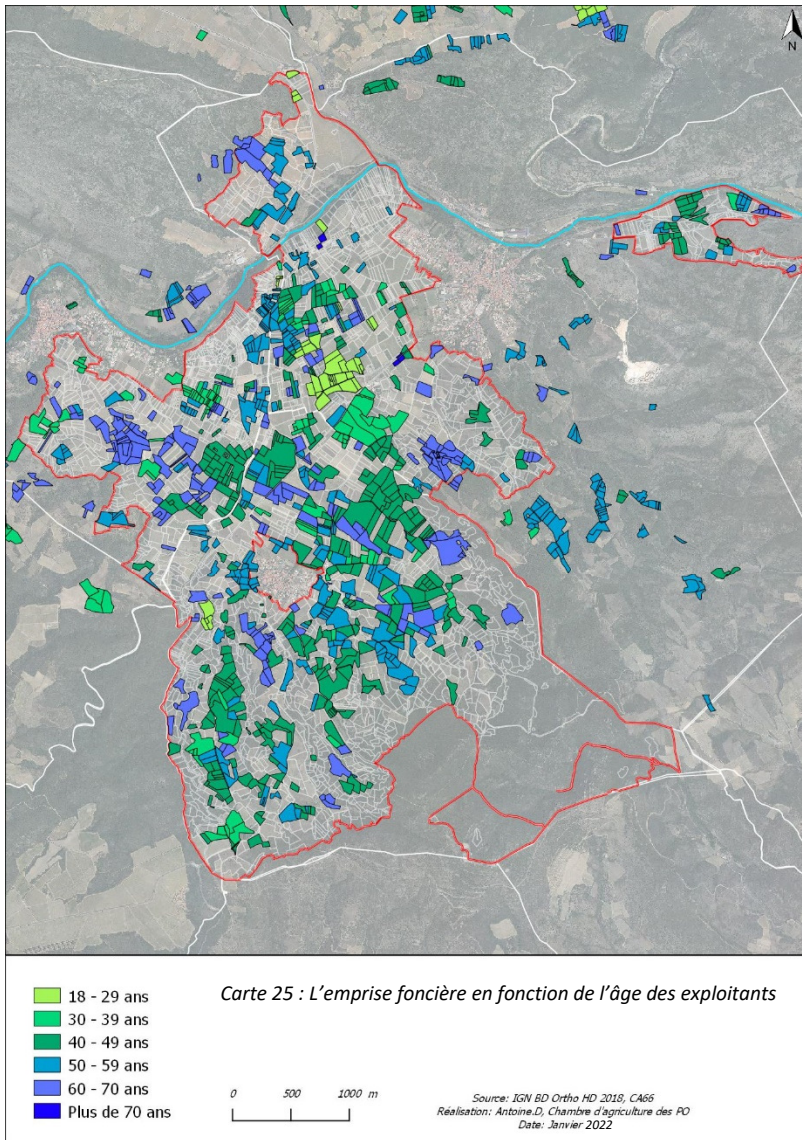 N
18 - 29 ans
30 - 39 ans
40 - 49 ans
50 - 59 ans
60 - 70 ans
Plus de 70 ans
Carte 25 : L’emprise foncière en fonction de l’âge des exploitants
0 500 1000 m
Source: IGN BD Ortho HD 2018, CA66
Réalisation: Antoine.D, Chambre d'agriculture des PO
Date: Janvier 2022